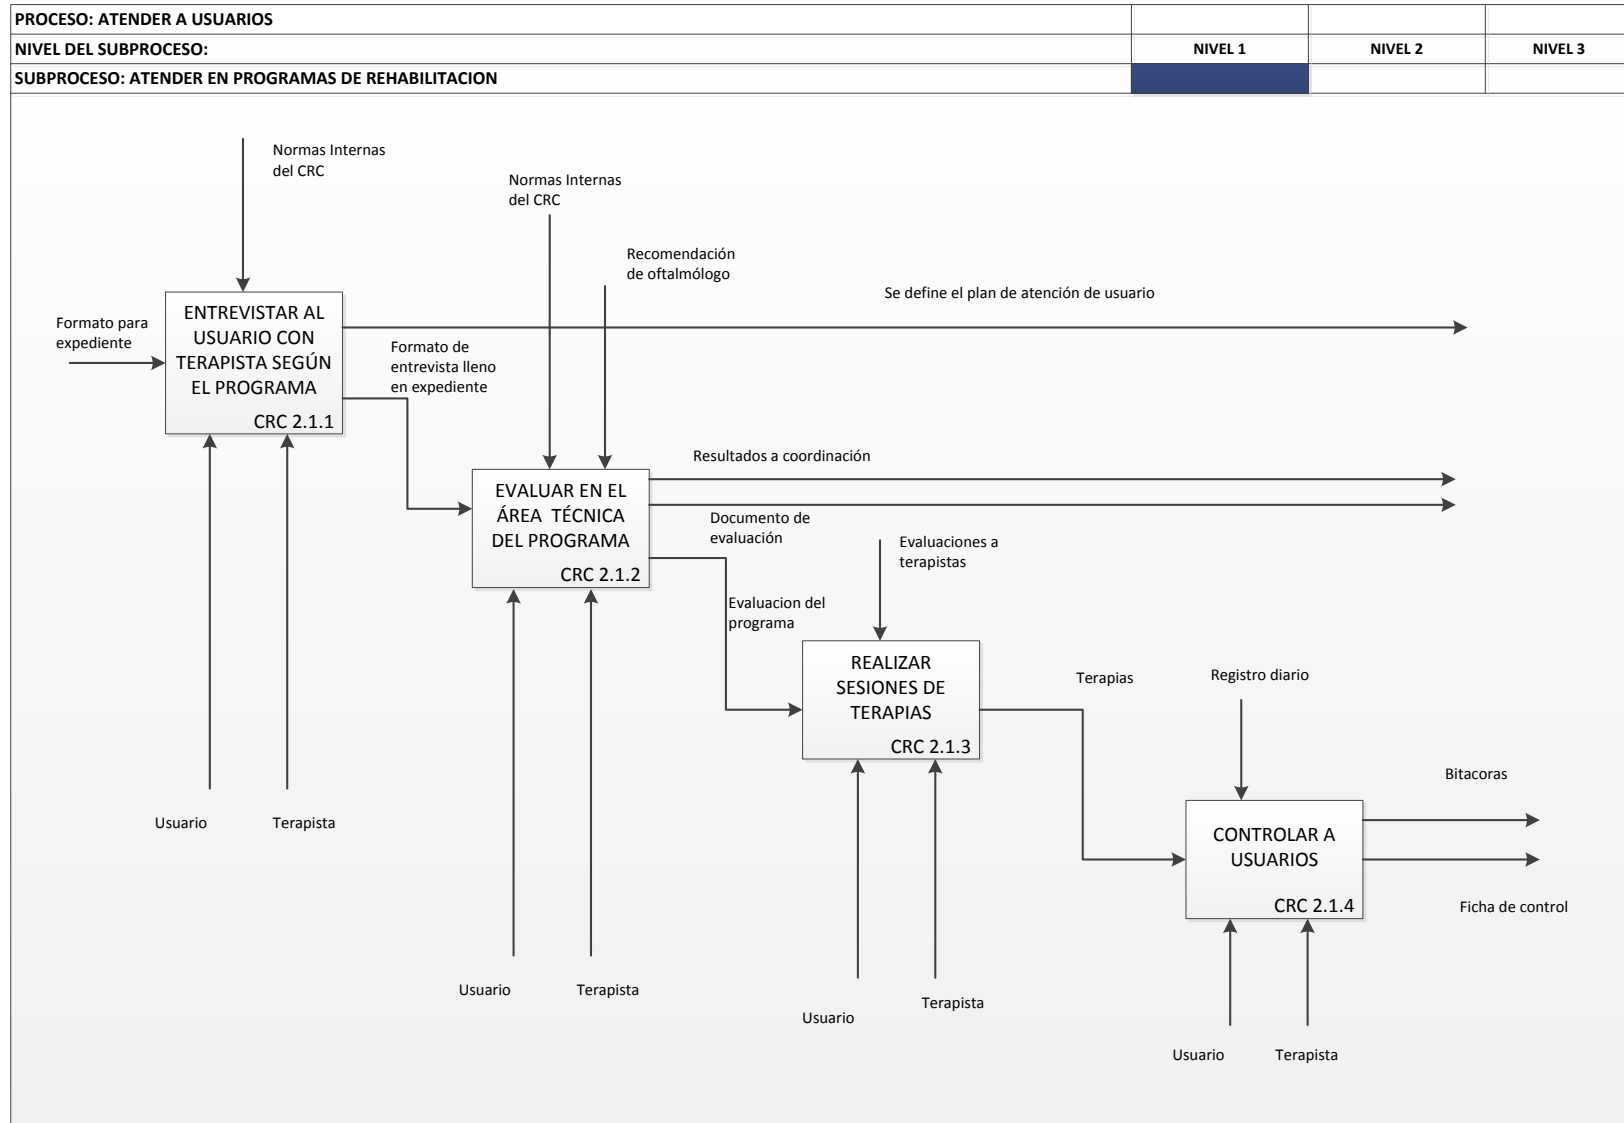 PROCESO: ATENDER A USUARIOS
NIVEL DEL SUBPROCESO:
NIVEL 1
NIVEL 2
NIVEL 3
SUBPROCESO: ATENDER EN PROGRAMAS DE REHABILITACION
Normas Internas
del CRC
Normas Internas
del CRC
Recomendación
de oftalmólogo
Se define el plan de atención de usuario
Formato para
expediente
ENTREVISTAR AL
USUARIO CON
TERAPISTA SEGÚN
EL PROGRAMA
CRC 2.1.1
Formato de
entrevista lleno
en expediente
Resultados a coordinación
EVALUAR EN EL
ÁREA TÉCNICA
DEL PROGRAMA
CRC 2.1.2
Documento de
evaluación
Evaluaciones a
terapistas
Evaluacion del
programa
REALIZAR
SESIONES DE
TERAPIAS
CRC 2.1.3
Terapias
Registro diario
Bitacoras
CONTROLAR A
USUARIOS
CRC 2.1.4
Ficha de control
Usuario
Terapista
Usuario
Terapista
Usuario
Terapista
Usuario
Terapista